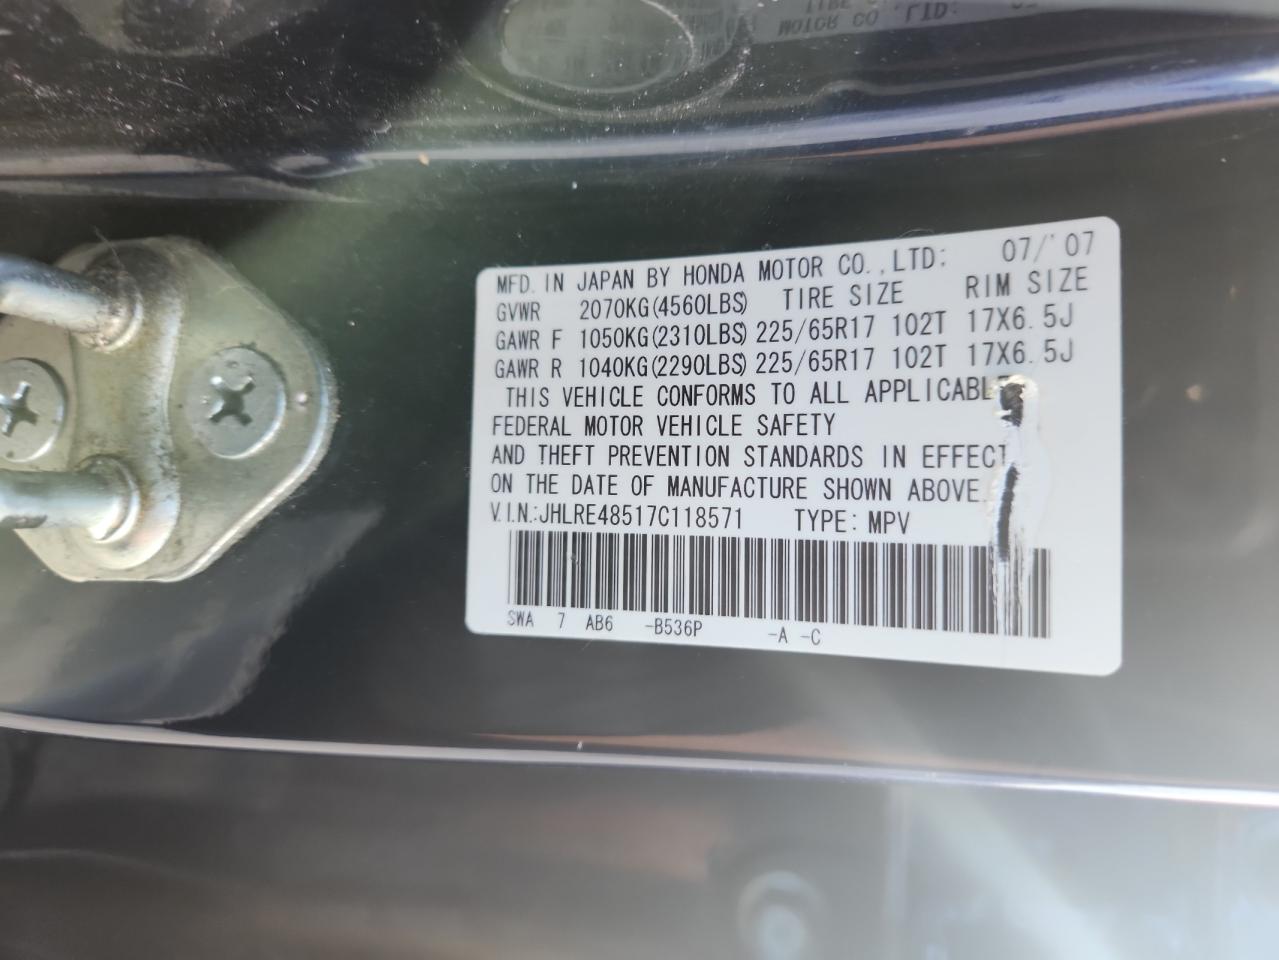 MFD. IN JAPAN BY HONDA MOTOR CO.,LTD: 07/'07
GVWR 2070KG(4560LBS) TIRE SIZE RIM SIZE
GAWR F 1050KG(2310LBS) 225/65R17 102T 17X6.5J
GAWR R 1040KG(2290LBS) 225/65R17 102T 17X6.5J
THIS VEHICLE CONFORMS TO ALL APPLICABLE
FEDERAL MOTOR VEHICLE SAFETY
AND THEFT PREVENTION STANDARDS IN EFFECT
ON THE DATE OF MANUFACTURE SHOWN ABOVE.
V.I.N.:JHLRE48517C118571 TYPE: MPV
SWA 7 AB6 -B536P -A -C